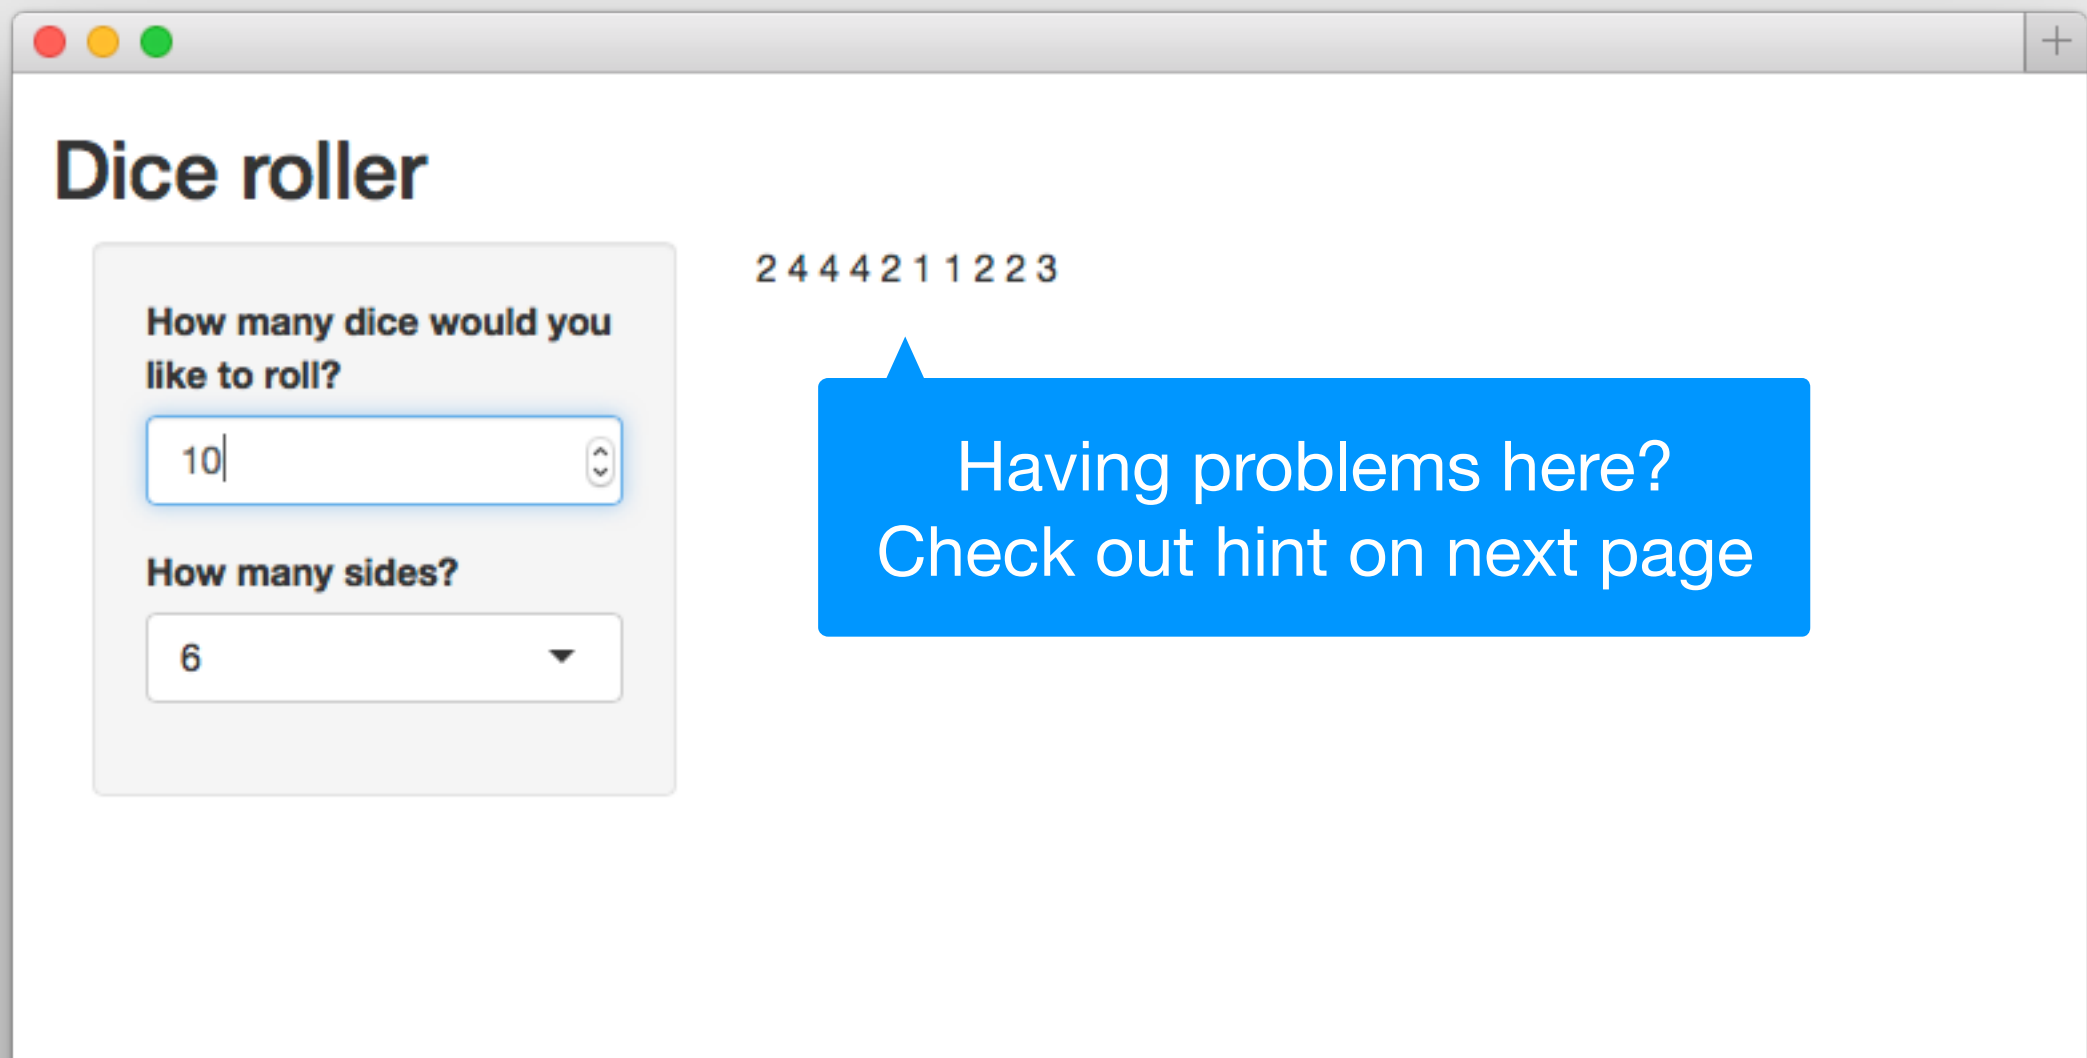 Dice roller
How many dice would you
like to roll?
10
How many sides?
6
2 4 4 4 2 1 1 2 2 3
Having problems here?
Check out hint on next page